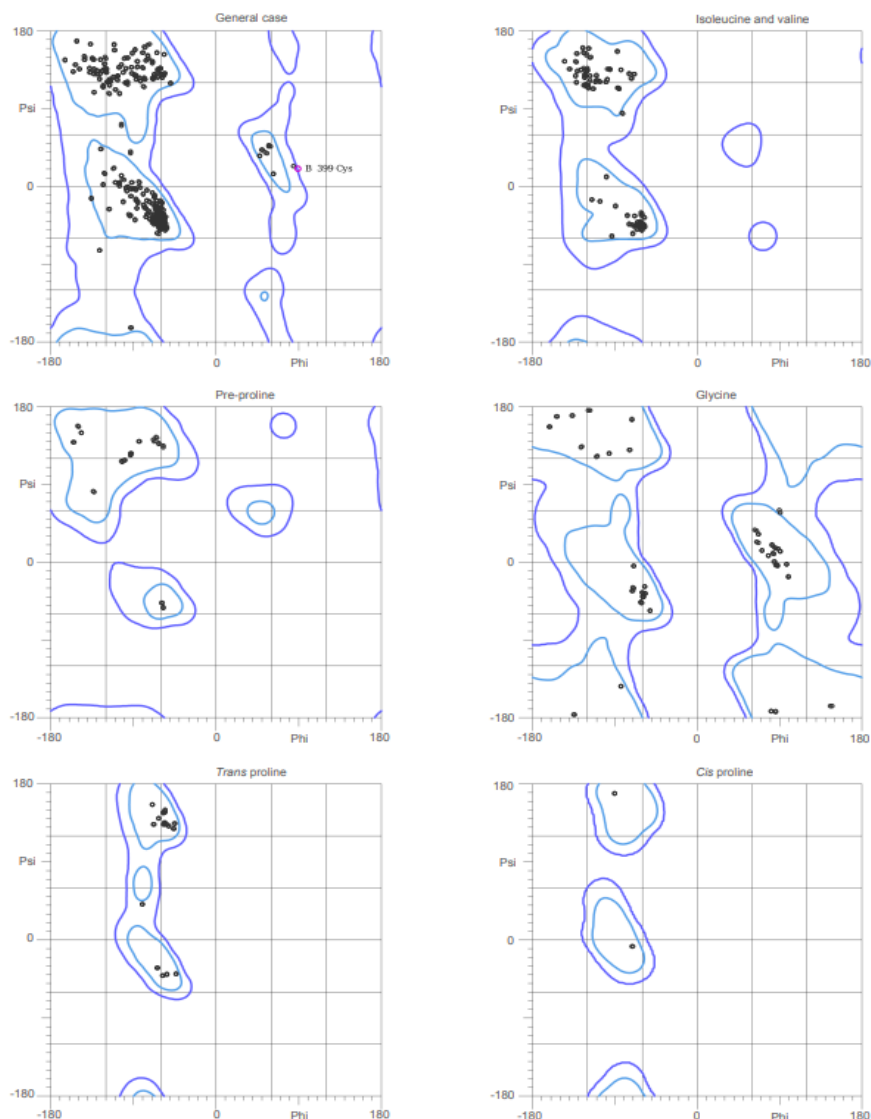 General case
180
Psi
B 399 Cys
0
-180
-180
0
Phi
180
Isoleucine and valine
180
Psi
0
-180
-180
0
Phi
180
Pre-proline
180
Psi
0
-180
-180
0
Phi
180
Glycine
180
Psi
0
-180
-180
0
Phi
180
Trans proline
180
Psi
0
-180
-180
0
Phi
180
Cis proline
180
Psi
0
-180
-180
0
Phi
180